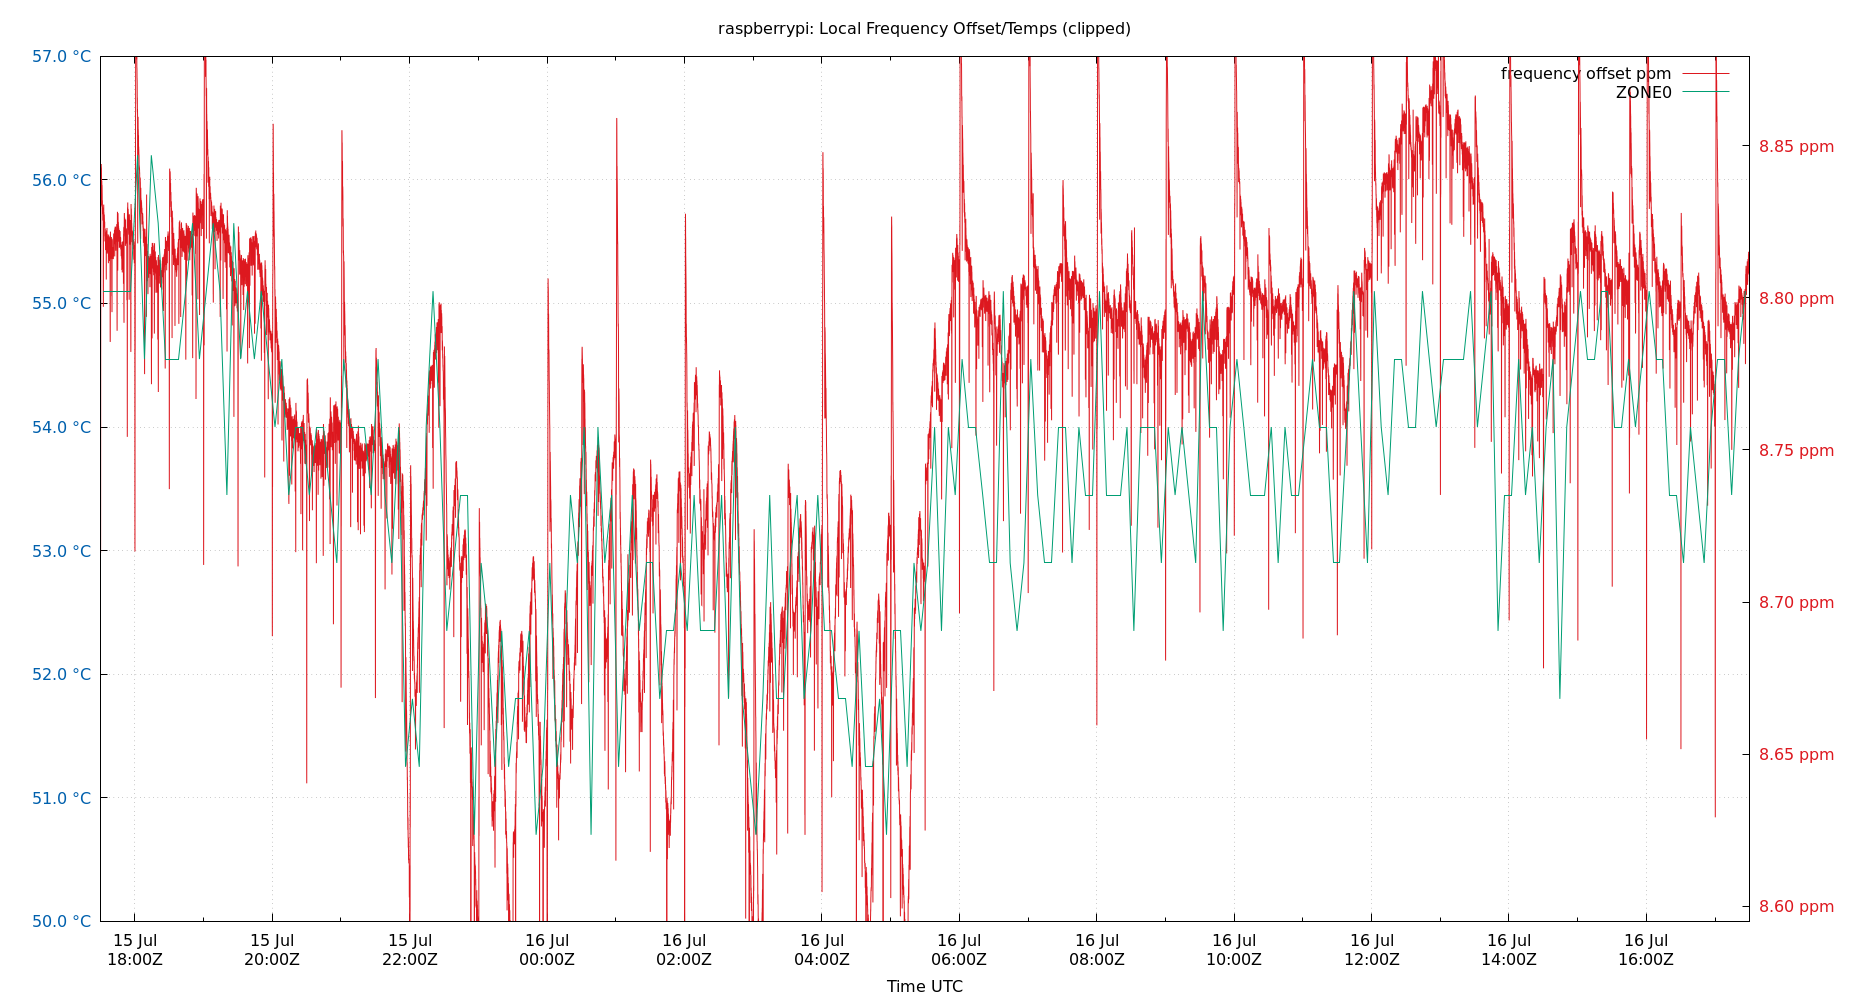 raspberrypi: Local Frequency Offset/Temps (clipped)
57.0 °C
56.0 °C
55.0 °C
54.0 °C
53.0 °C
52.0 °C
51.0 °C
50.0 °C
frequency offset ppm
ZONE0
8.85 ppm
8.80 ppm
8.75 ppm
8.70 ppm
8.65 ppm
8.60 ppm
15 Jul 15 Jul 15 Jul 16 Jul 16 Jul 16 Jul 16 Jul 16 Jul 16 Jul 16 Jul 16 Jul 16 Jul
18:00Z 20:00Z 22:00Z 00:00Z 02:00Z 04:00Z 06:00Z 08:00Z 10:00Z 12:00Z 14:00Z 16:00Z
Time UTC